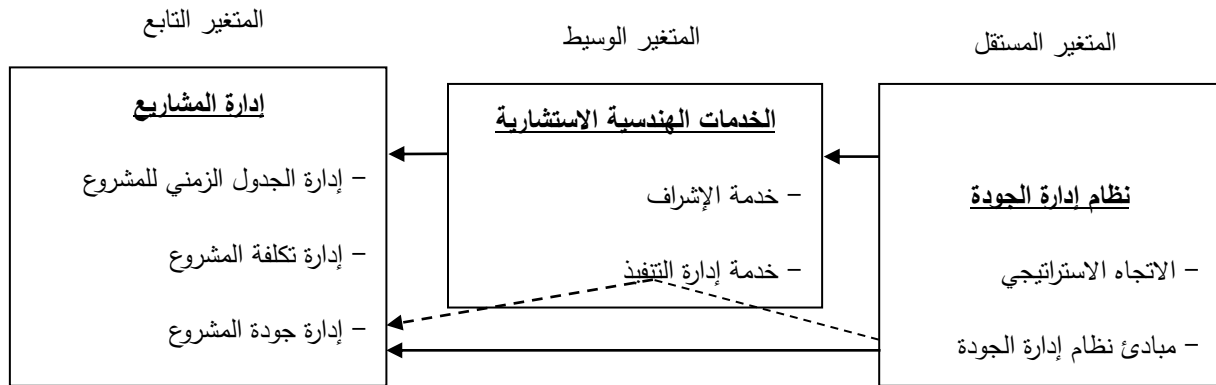 المتغير المستقل
المتغير الوسيط
المتغير التابع
نظام إدارة الجودة
– الاتجاه الاستراتيجي
– مبادئ نظام إدارة الجودة
الخدمات الهندسية الاستشارية
– خدمة الإشراف
– خدمة إدارة التنفيذ
إدارة المشاريع
– إدارة الجدول الزمني للمشروع
– إدارة تكلفة المشروع
– إدارة جودة المشروع